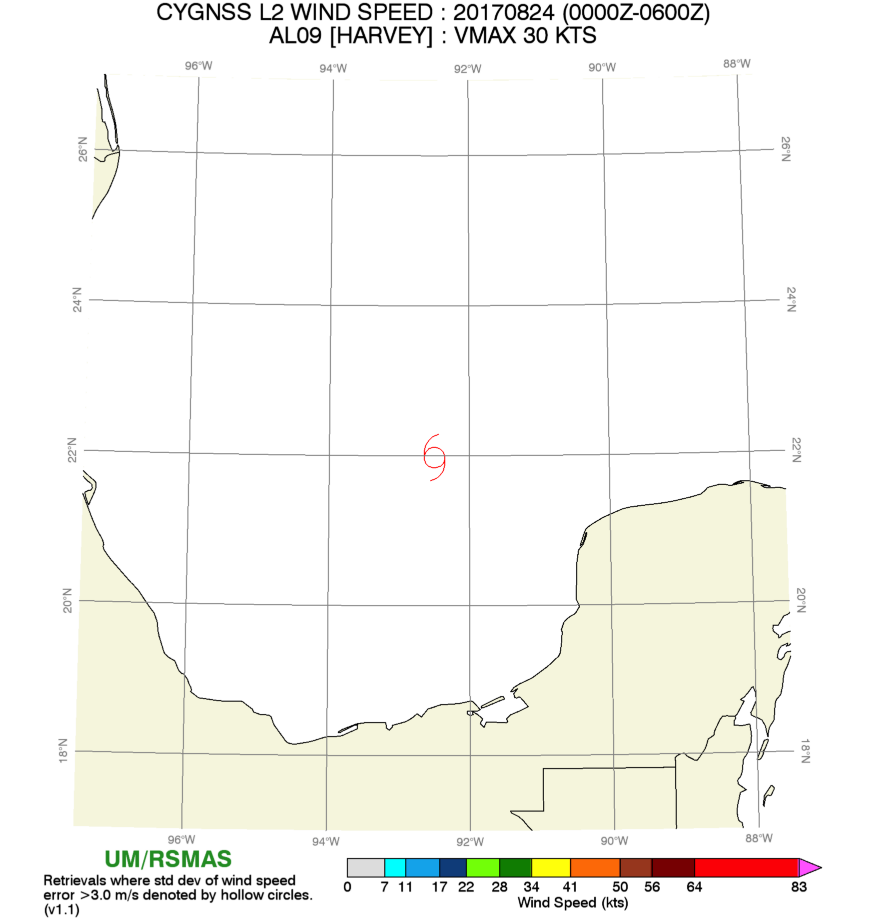 CYGNSS L2 WIND SPEED : 20170824 (0000Z-0600Z)
AL09 [HARVEY] : VMAX 30 KTS
96°W 94°W 92°W 90°W 88°W
26°N 26°N
24°N 24°N
22°N 22°N
20°N 20°N
18°N 18°N
96°W 94°W 92°W 90°W 88°W
UM/RSMAS
Retrievals where std dev of wind speed
error >3.0 m/s denoted by hollow circles.
(v1.1)
0 7 11 17 22 28 34 41 50 56 64 83
Wind Speed (kts)